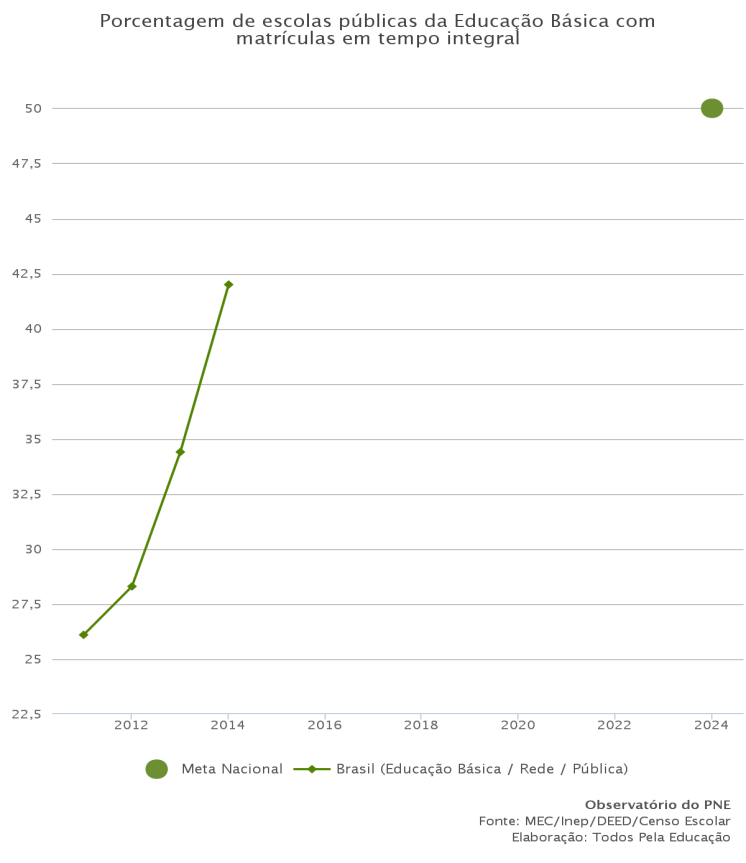 Porcentagem de escolas públicas da Educação Básica com
matrículas em tempo integral
50
47,5
45
42,5
40
37,5
35
32,5
30
27,5
25
22,5
2012 2014 2016 2018 2020 2022 2024
Meta Nacional Brasil (Educação Básica / Rede / Pública)
Observatório do PNE
Fonte: MEC/Inep/DEED/Censo Escolar
Elaboração: Todos Pela Educação